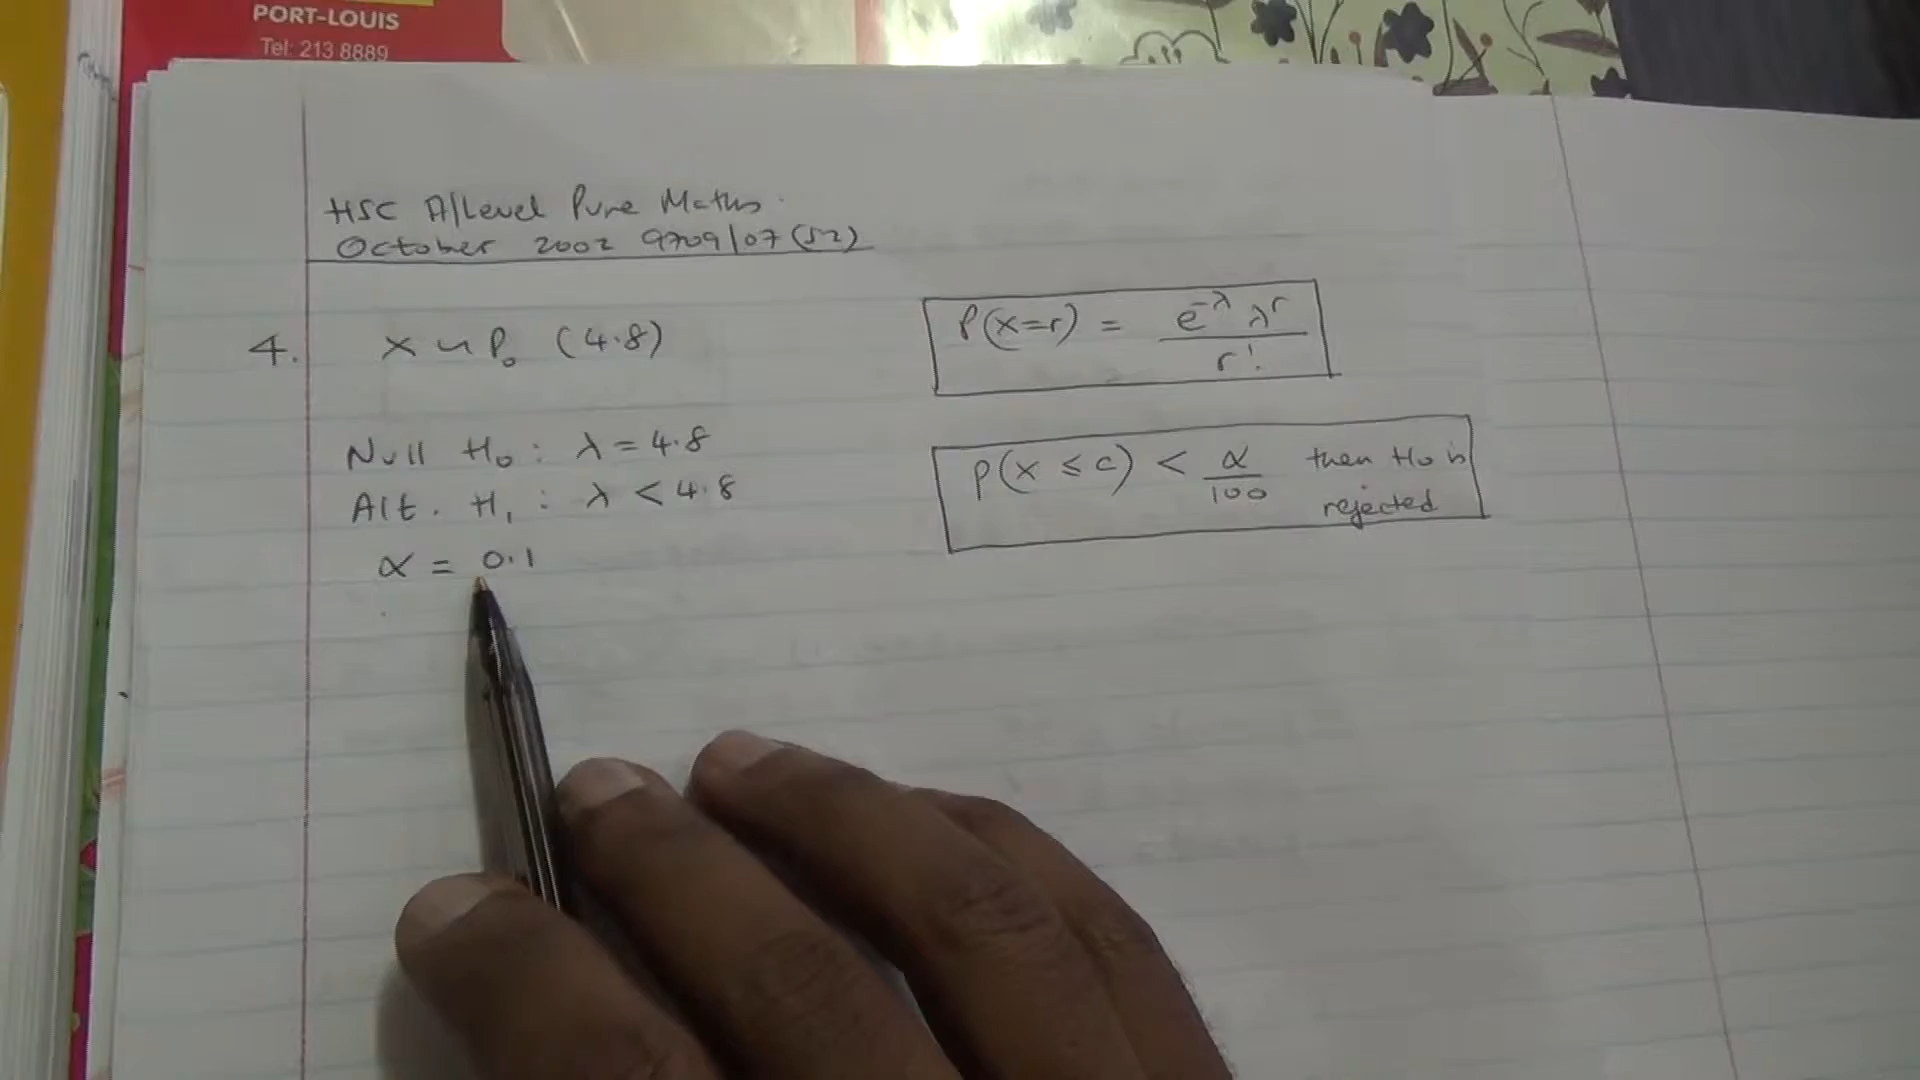 PORT-LOUIS
Tel: 213 8889
HSC A/Level Pure Maths
October 2002 9709/07 (S2)
4. X ~ Po (4.8)
P(X=r) = e^-λ λ^r / r!
Null H₀ : λ = 4.8
Alt. H₁ : λ < 4.8
α = 0.1
P(X ≤ c) < α/100 then H₀ is
rejected